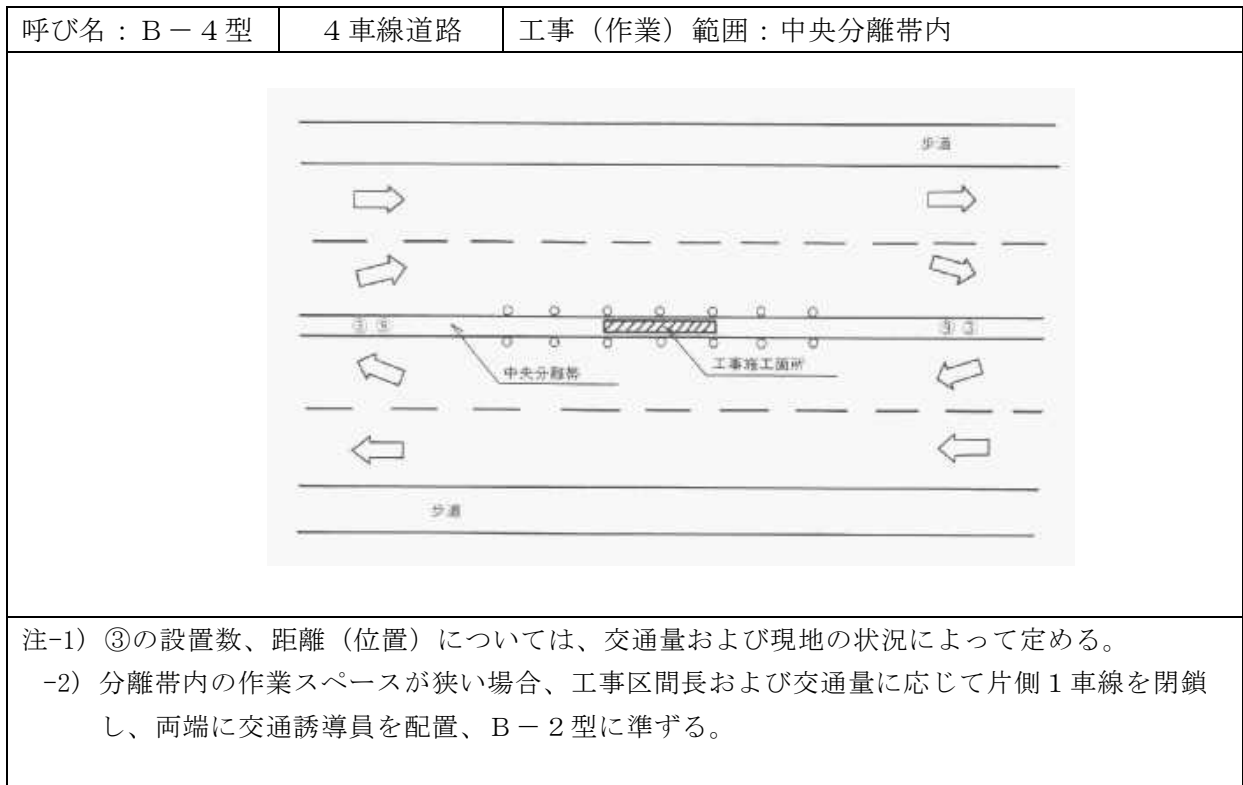 呼び名：Ｂ－４型
４車線道路
工事（作業）範囲：中央分離帯内
歩道
③
③
中央分離帯
工事施工箇所
歩道
注-1）③の設置数、距離（位置）については、交通量および現地の状況によって定める。
-2）分離帯内の作業スペースが狭い場合、工事区間長および交通量に応じて片側１車線を閉鎖
し、両端に交通誘導員を配置、Ｂ－２型に準ずる。